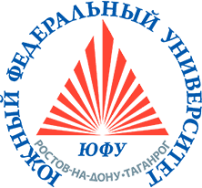 ЮЖНЫЙ ФЕДЕРАЛЬНЫЙ УНИВЕРСИТЕТ
ЮФУ
РОСТОВ-НА-ДОНУ·ТАГАНРОГ